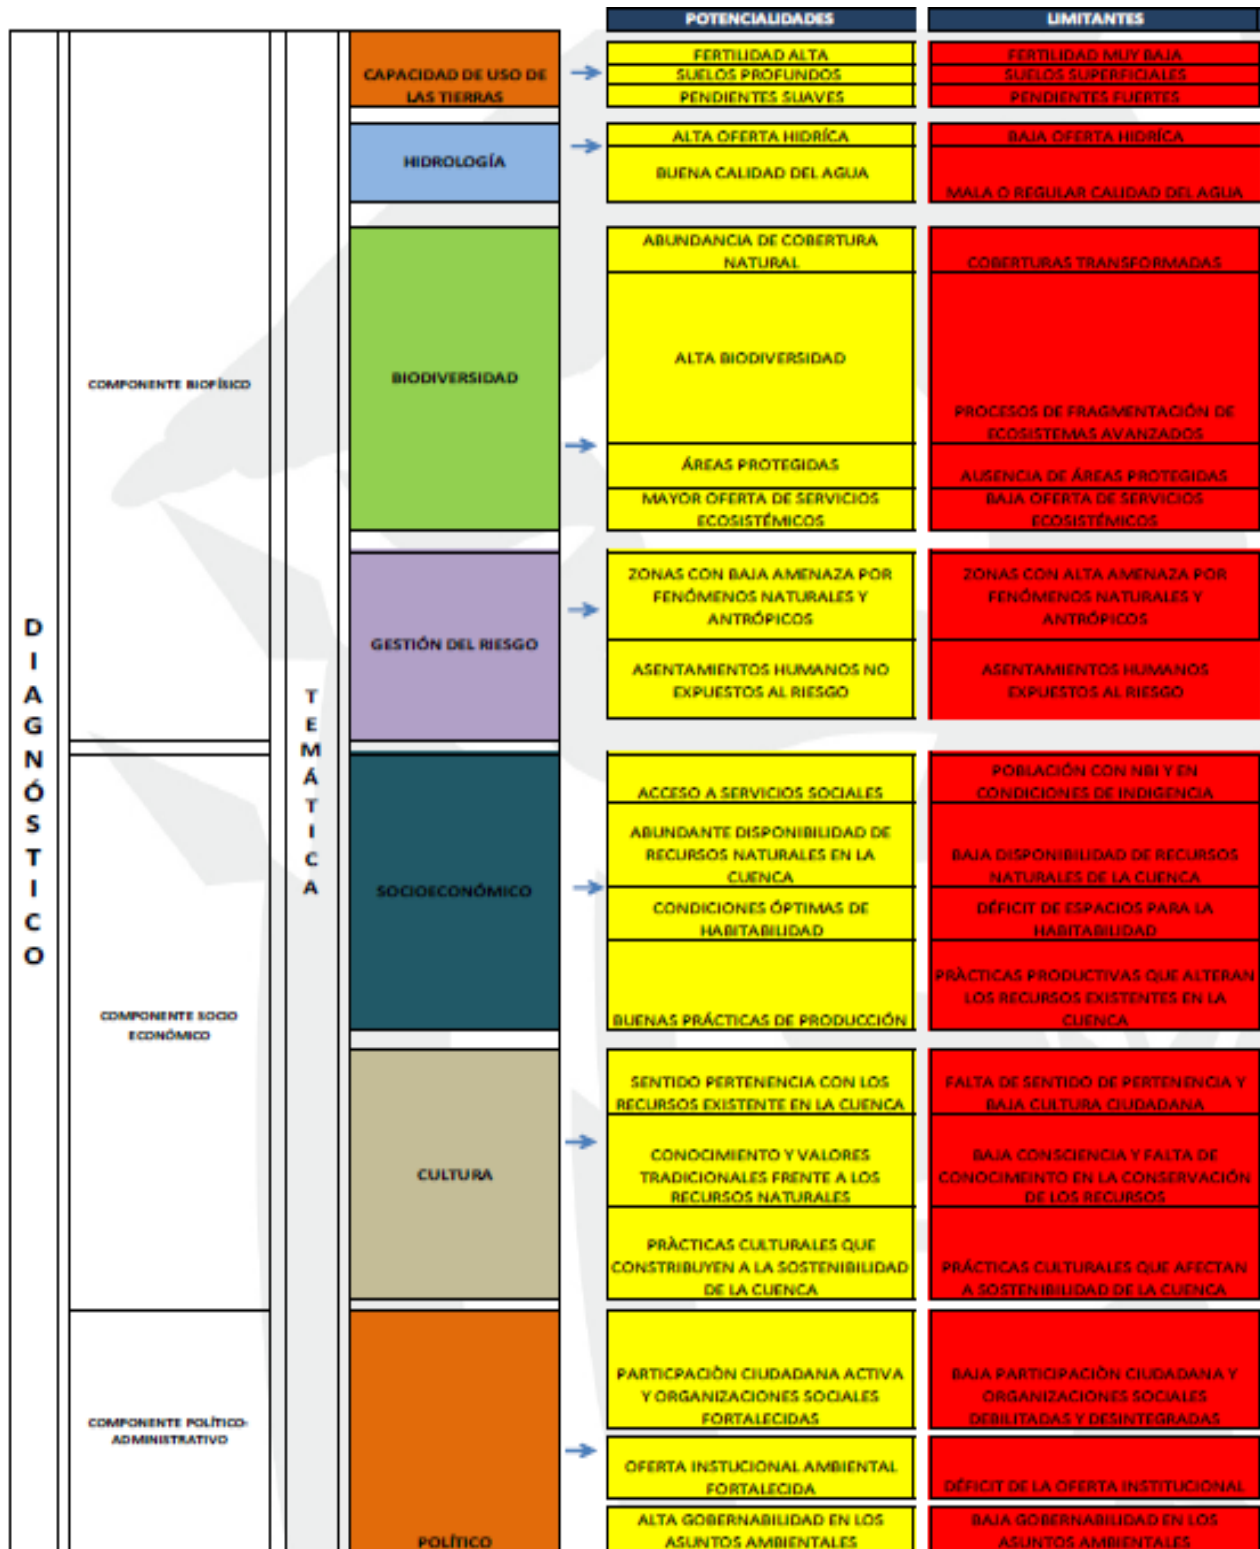 POTENCIALIDADES
LIMITANTES
DIAGNÓSTICO
TEMÁTICA
COMPONENTE BIOFÍSICO
CAPACIDAD DE USO DE
LAS TIERRAS
FERTILIDAD ALTA
FERTILIDAD MUY BAJA
SUELOS PROFUNDOS
SUELOS SUPERFICIALES
PENDIENTES SUAVES
PENDIENTES FUERTES
HIDROLOGÍA
ALTA OFERTA HIDRÍCA
BAJA OFERTA HIDRÍCA
BUENA CALIDAD DEL AGUA
MALA O REGULAR CALIDAD DEL AGUA
BIODIVERSIDAD
ABUNDANCIA DE COBERTURA
NATURAL
COBERTURAS TRANSFORMADAS
ALTA BIODIVERSIDAD
PROCESOS DE FRAGMENTACIÓN DE
ECOSISTEMAS AVANZADOS
ÁREAS PROTEGIDAS
AUSENCIA DE ÁREAS PROTEGIDAS
MAYOR OFERTA DE SERVICIOS
ECOSISTÉMICOS
BAJA OFERTA DE SERVICIOS
ECOSISTÉMICOS
GESTIÓN DEL RIESGO
ZONAS CON BAJA AMENAZA POR
FENÓMENOS NATURALES Y
ANTRÓPICOS
ZONAS CON ALTA AMENAZA POR
FENÓMENOS NATURALES Y
ANTRÓPICOS
ASENTAMIENTOS HUMANOS NO
EXPUESTOS AL RIESGO
ASENTAMIENTOS HUMANOS
EXPUESTOS AL RIESGO
COMPONENTE SOCIO
ECONÓMICO
SOCIOECONÓMICO
ACCESO A SERVICIOS SOCIALES
POBLACIÓN CON NBI Y EN
CONDICIONES DE INDIGENCIA
ABUNDANTE DISPONIBILIDAD DE
RECURSOS NATURALES EN LA
CUENCA
BAJA DISPONIBILIDAD DE RECURSOS
NATURALES DE LA CUENCA
CONDICIONES ÓPTIMAS DE
HABITABILIDAD
DÉFICIT DE ESPACIOS PARA LA
HABITABILIDAD
BUENAS PRÁCTICAS DE PRODUCCIÓN
PRÀCTICAS PRODUCTIVAS QUE ALTERAN
LOS RECURSOS EXISTENTES EN LA
CUENCA
CULTURA
SENTIDO PERTENENCIA CON LOS
RECURSOS EXISTENTE EN LA CUENCA
FALTA DE SENTIDO DE PERTENENCIA Y
BAJA CULTURA CIUDADANA
CONOCIMIENTO Y VALORES
TRADICIONALES FRENTE A LOS
RECURSOS NATURALES
BAJA CONSCIENCIA Y FALTA DE
CONOCIMEINTO EN LA CONSERVACIÓN
DE LOS RECURSOS
PRÀCTICAS CULTURALES QUE
CONSTRIBUYEN A LA SOSTENIBILIDAD
DE LA CUENCA
PRÁCTICAS CULTURALES QUE AFECTAN
A SOSTENIBILIDAD DE LA CUENCA
COMPONENTE POLÍTICO-
ADMINISTRATIVO
POLÍTICO
PARTICPACIÒN CIUDADANA ACTIVA
Y ORGANIZACIONES SOCIALES
FORTALECIDAS
BAJA PARTICIPACIÒN CIUDADANA Y
ORGANIZACIONES SOCIALES
DEBILITADAS Y DESINTEGRADAS
OFERTA INSTUCIONAL AMBIENTAL
FORTALECIDA
DÉFICIT DE LA OFERTA INSTITUCIONAL
ALTA GOBERNABILIDAD EN LOS
ASUNTOS AMBIENTALES
BAJA GOBERNABILIDAD EN LOS
ASUNTOS AMBIENTALES